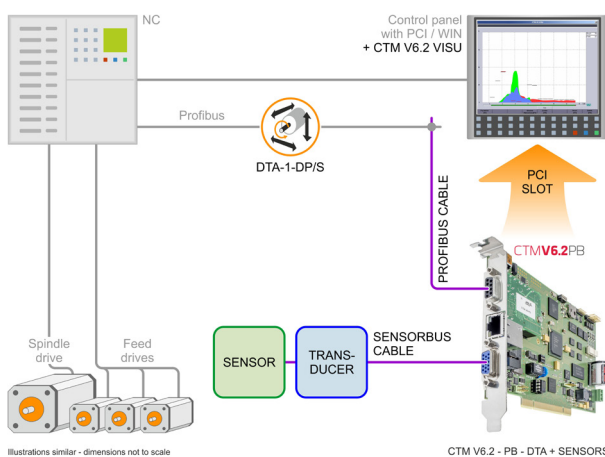 NC
Control panel
with PCI / WIN
+ CTM V6.2 VISU
Profibus
DTA-1-DP/S
PROFIBUS CABLE
PCI
SLOT
CTMV6.2PB
SENSORBUS
CABLE
SENSOR
TRANS-
DUCER
Spindle
drive
Feed
drives
Illustrations similar - dimensions not to scale
CTM V6.2 - PB - DTA + SENSORS